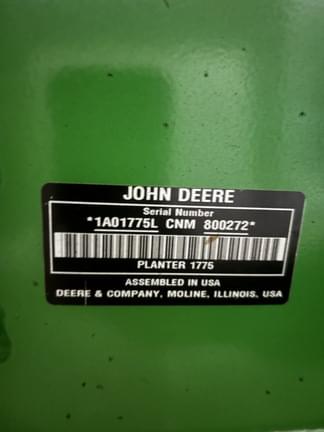 JOHN DEERE
Serial Number
*1A01775L CNM 800272*
PLANTER 1775
ASSEMBLED IN USA
DEERE & COMPANY, MOLINE, ILLINOIS, USA